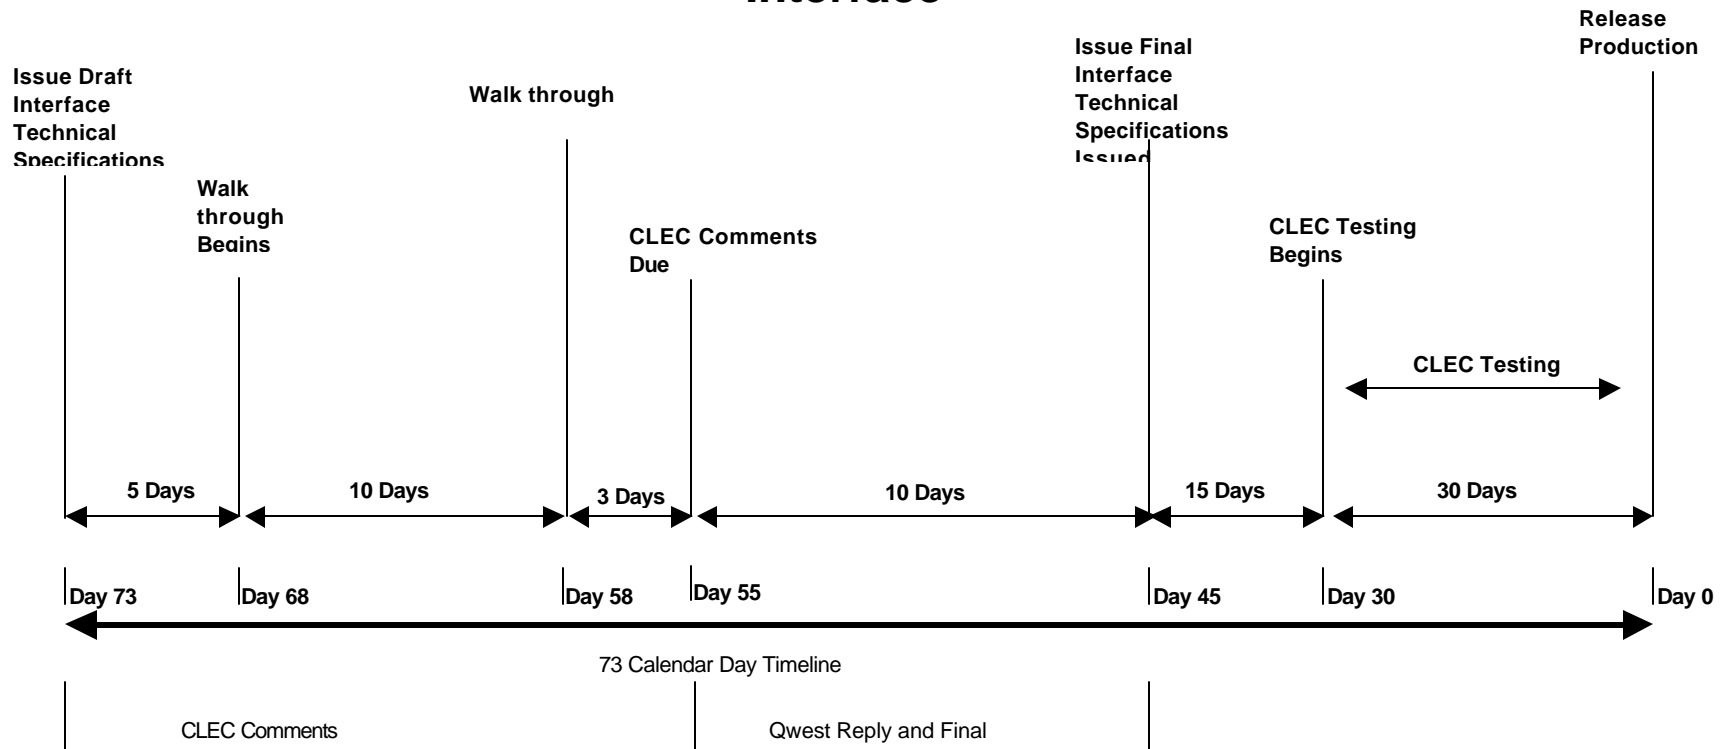 Interface
Release
Production
Issue Final
Interface
Technical
Specifications
Issued
Issue Draft
Interface
Technical
Specifications
Walk through
Walk
through
Begins
CLEC Comments
Due
CLEC Testing
Begins
CLEC Testing
5 Days
10 Days
3 Days
10 Days
15 Days
30 Days
Day 73
Day 68
Day 58
Day 55
Day 45
Day 30
Day 0
73 Calendar Day Timeline
CLEC Comments
Qwest Reply and Final